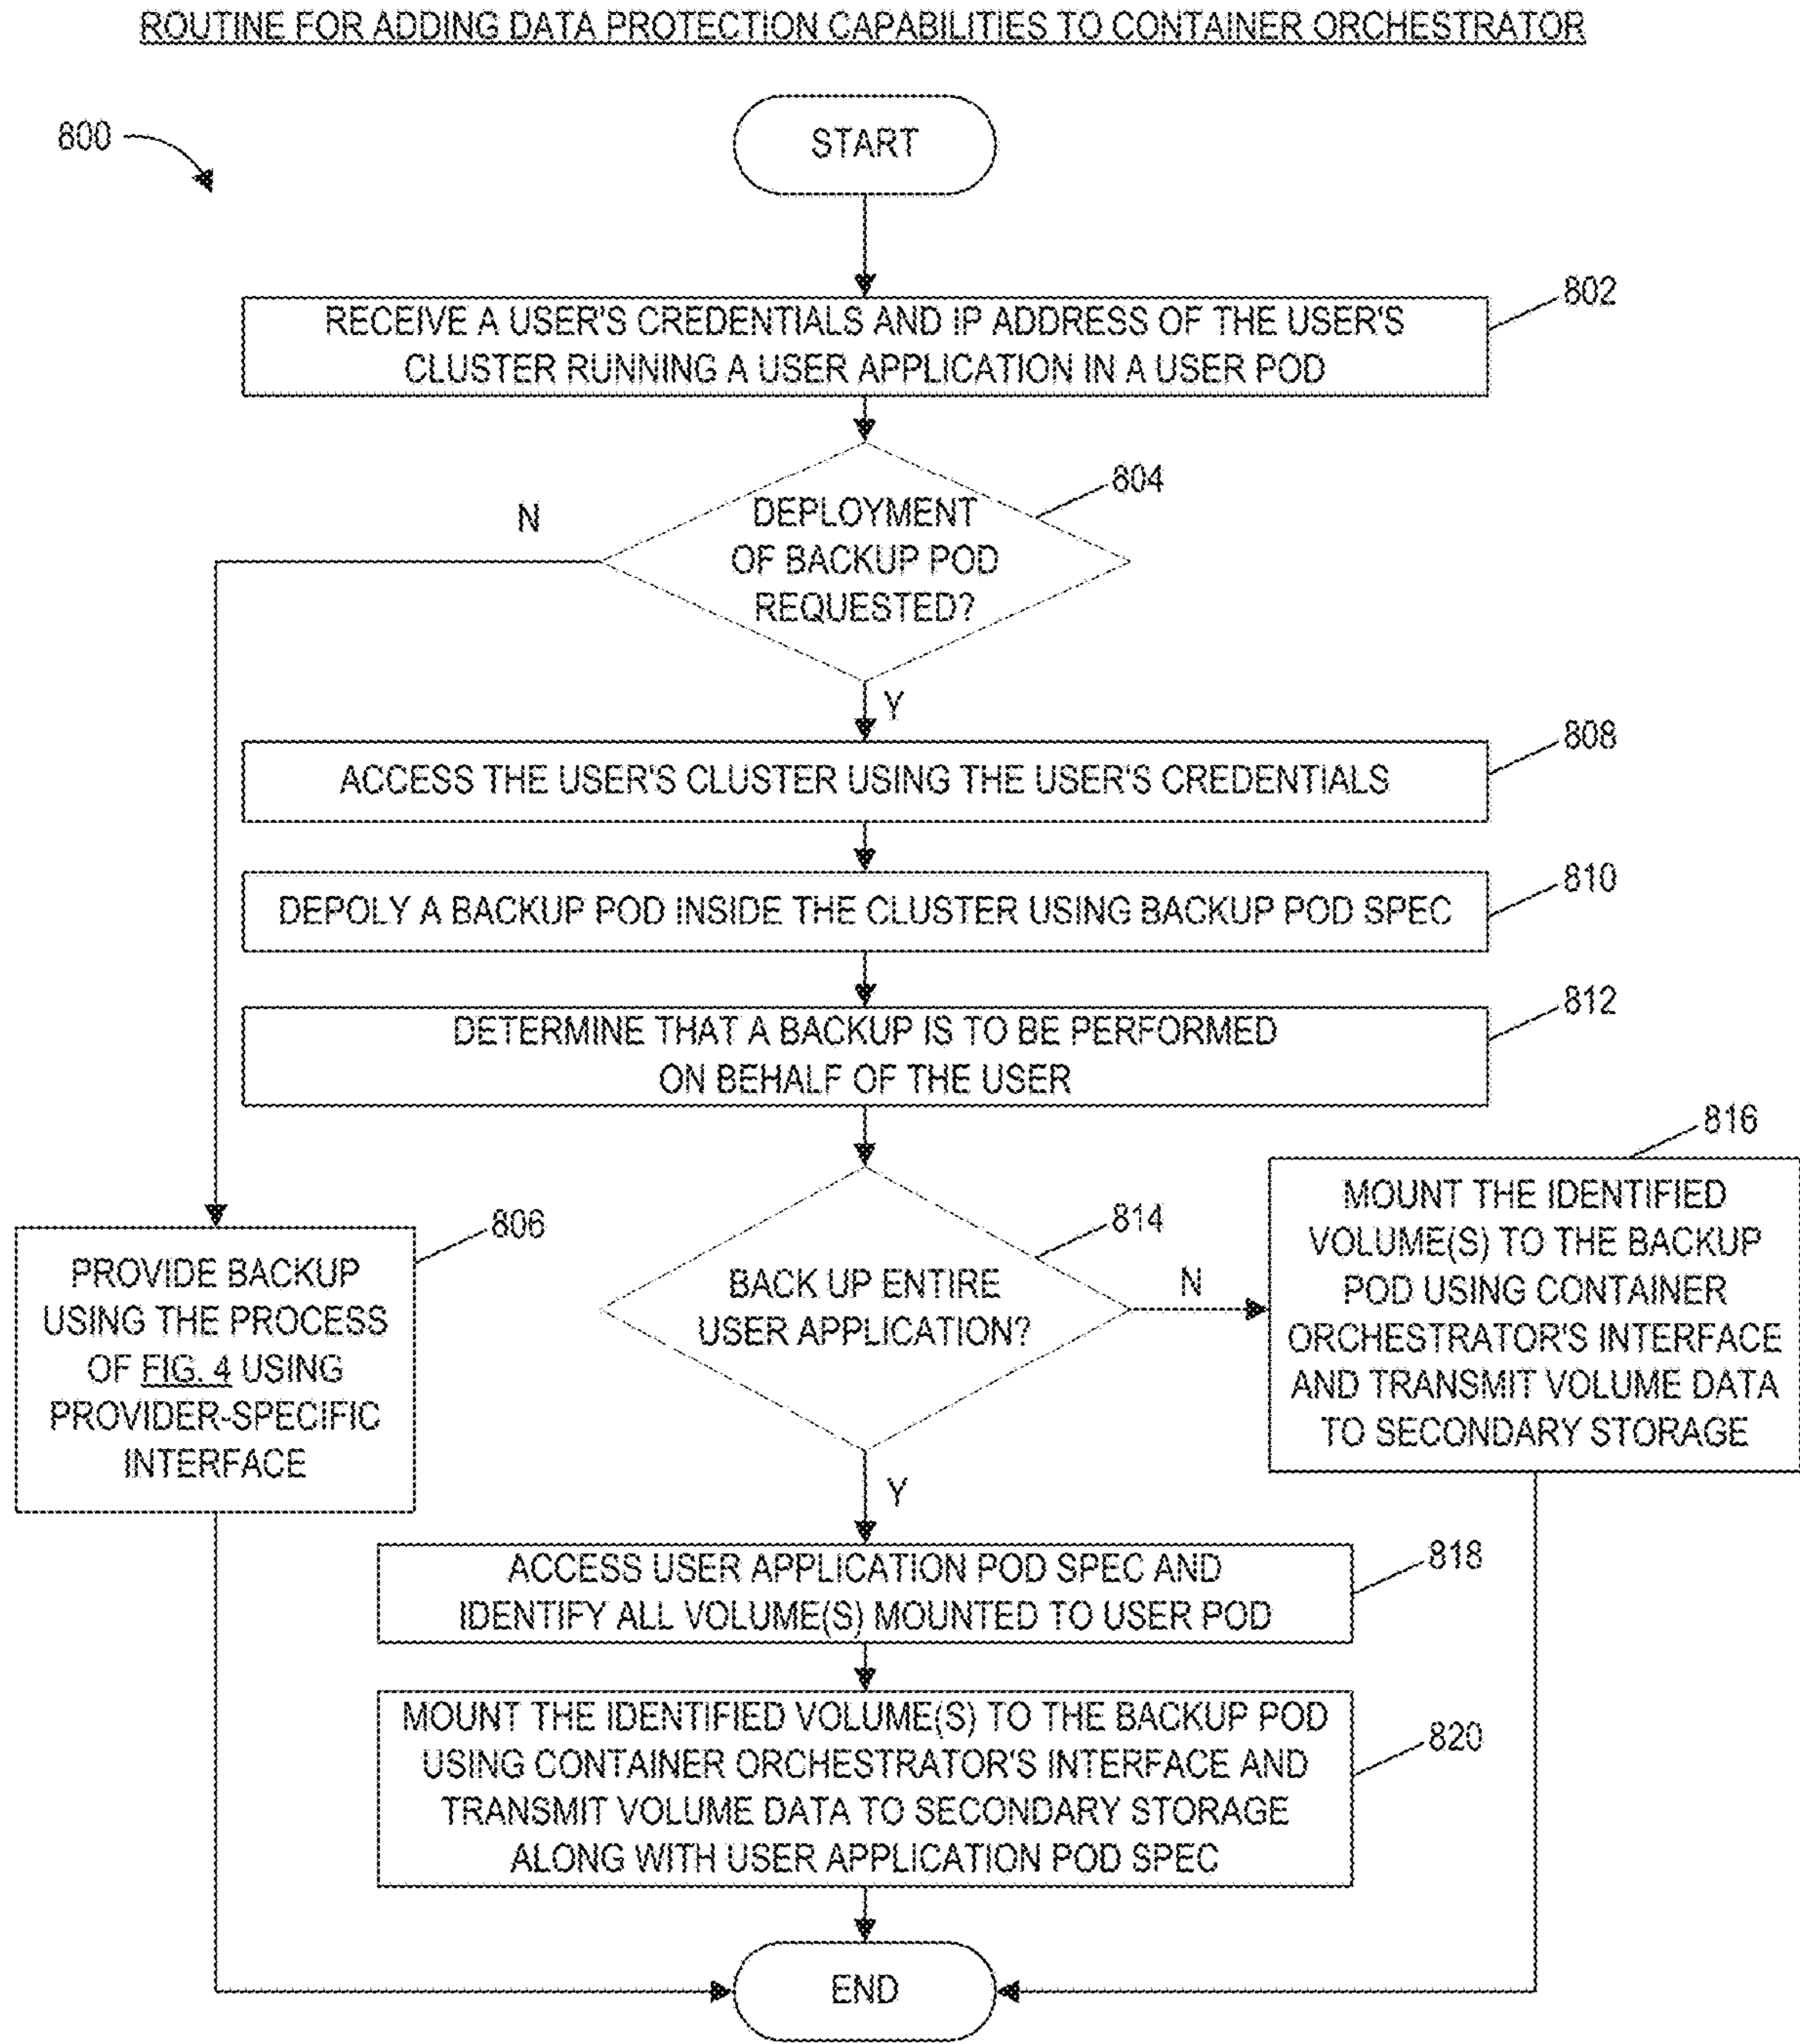 ROUTINE FOR ADDING DATA PROTECTION CAPABILITIES TO CONTAINER ORCHESTRATOR
800
START
802
RECEIVE A USER'S CREDENTIALS AND IP ADDRESS OF THE USER'S
CLUSTER RUNNING A USER APPLICATION IN A USER POD
804
N
DEPLOYMENT
OF BACKUP POD
REQUESTED?
Y
808
ACCESS THE USER'S CLUSTER USING THE USER'S CREDENTIALS
810
DEPOLY A BACKUP POD INSIDE THE CLUSTER USING BACKUP POD SPEC
812
DETERMINE THAT A BACKUP IS TO BE PERFORMED
ON BEHALF OF THE USER
806
PROVIDE BACKUP
USING THE PROCESS
OF FIG. 4 USING
PROVIDER-SPECIFIC
INTERFACE
814
BACK UP ENTIRE
USER APPLICATION?
N
816
MOUNT THE IDENTIFIED
VOLUME(S) TO THE BACKUP
POD USING CONTAINER
ORCHESTRATOR'S INTERFACE
AND TRANSMIT VOLUME DATA
TO SECONDARY STORAGE
Y
818
ACCESS USER APPLICATION POD SPEC AND
IDENTIFY ALL VOLUME(S) MOUNTED TO USER POD
820
MOUNT THE IDENTIFIED VOLUME(S) TO THE BACKUP POD
USING CONTAINER ORCHESTRATOR'S INTERFACE AND
TRANSMIT VOLUME DATA TO SECONDARY STORAGE
ALONG WITH USER APPLICATION POD SPEC
END